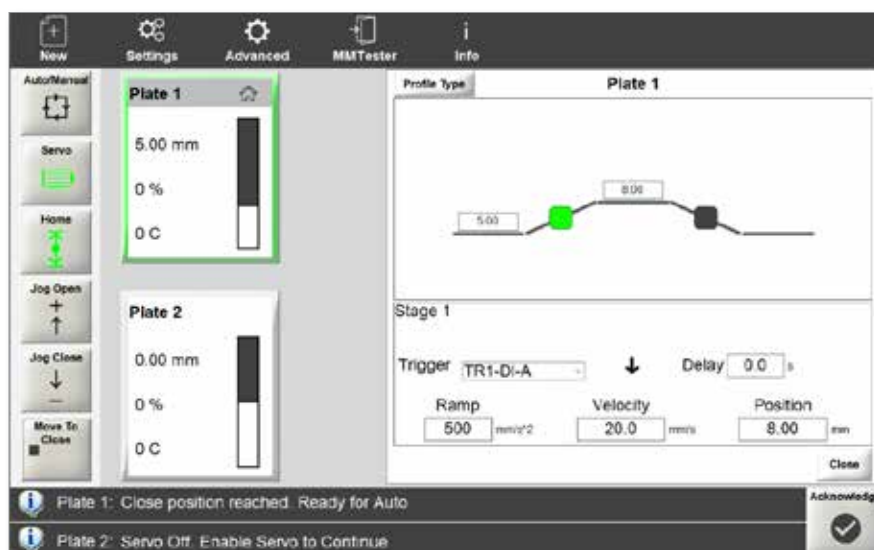 New Settings Advanced MMTester Info
Auto/Manual
Servo
Home
Jog Open
Jog Close
Move To
Close
Plate 1
5.00 mm
0 %
0 C
Plate 2
0.00 mm
0 %
0 C
Profile Type
Plate 1
5.00
8.00
Stage 1
Trigger TR1-DI-A Delay 0.0 s
Ramp Velocity Position
500 mm/s^2 20.0 mm/s 8.00 mm
Close
Plate 1: Close position reached. Ready for Auto
Plate 2: Servo Off. Enable Servo to Continue
Acknowledg